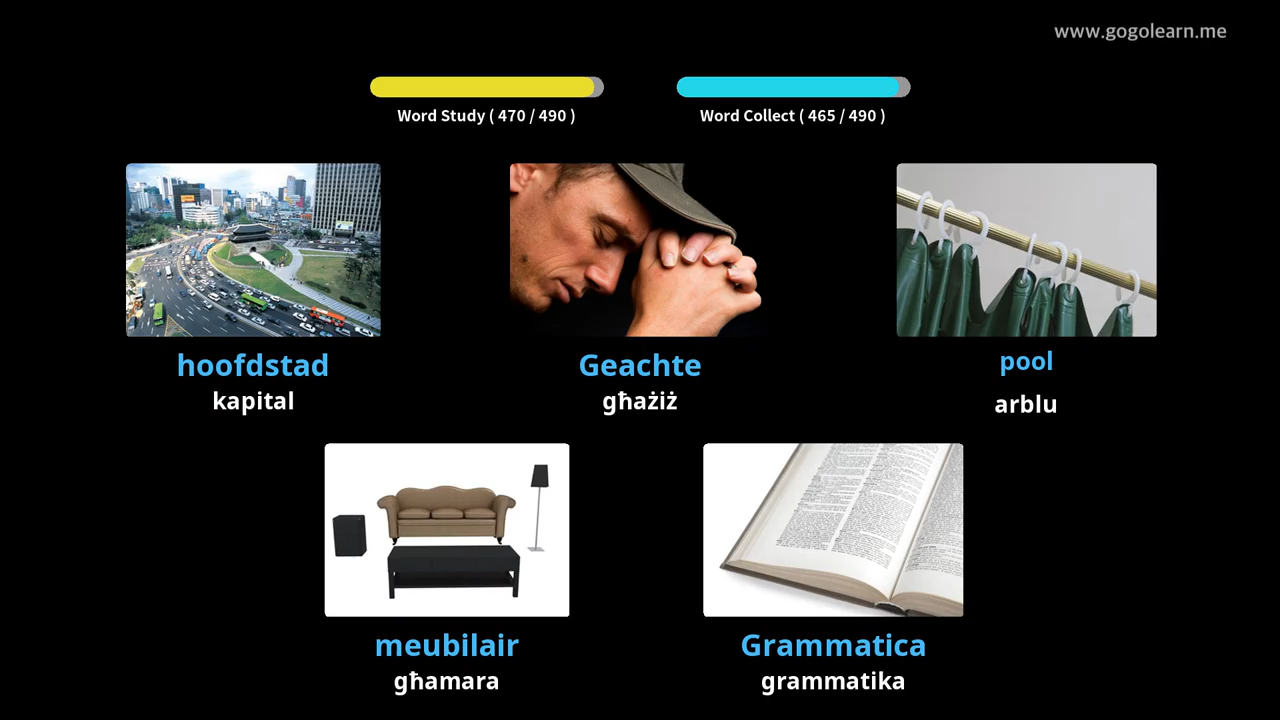 www.gogolearn.me
Word Study ( 470 / 490 )
Word Collect ( 465 / 490 )
hoofdstad
kapital
Geachte
għażiż
pool
arblu
meubilair
għamara
Grammatica
grammatika